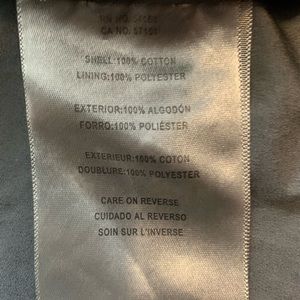 RN NO.
CA NO. 57151
SHELL:100% COTTON
LINING:100% POLYESTER
EXTERIOR:100% ALGODÓN
FORRO:100% POLIÉSTER
EXTERIEUR:100% COTON
DOUBLURE:100% POLYESTER
CARE ON REVERSE
CUIDADO AL REVERSO
SOIN SUR L'INVERSE